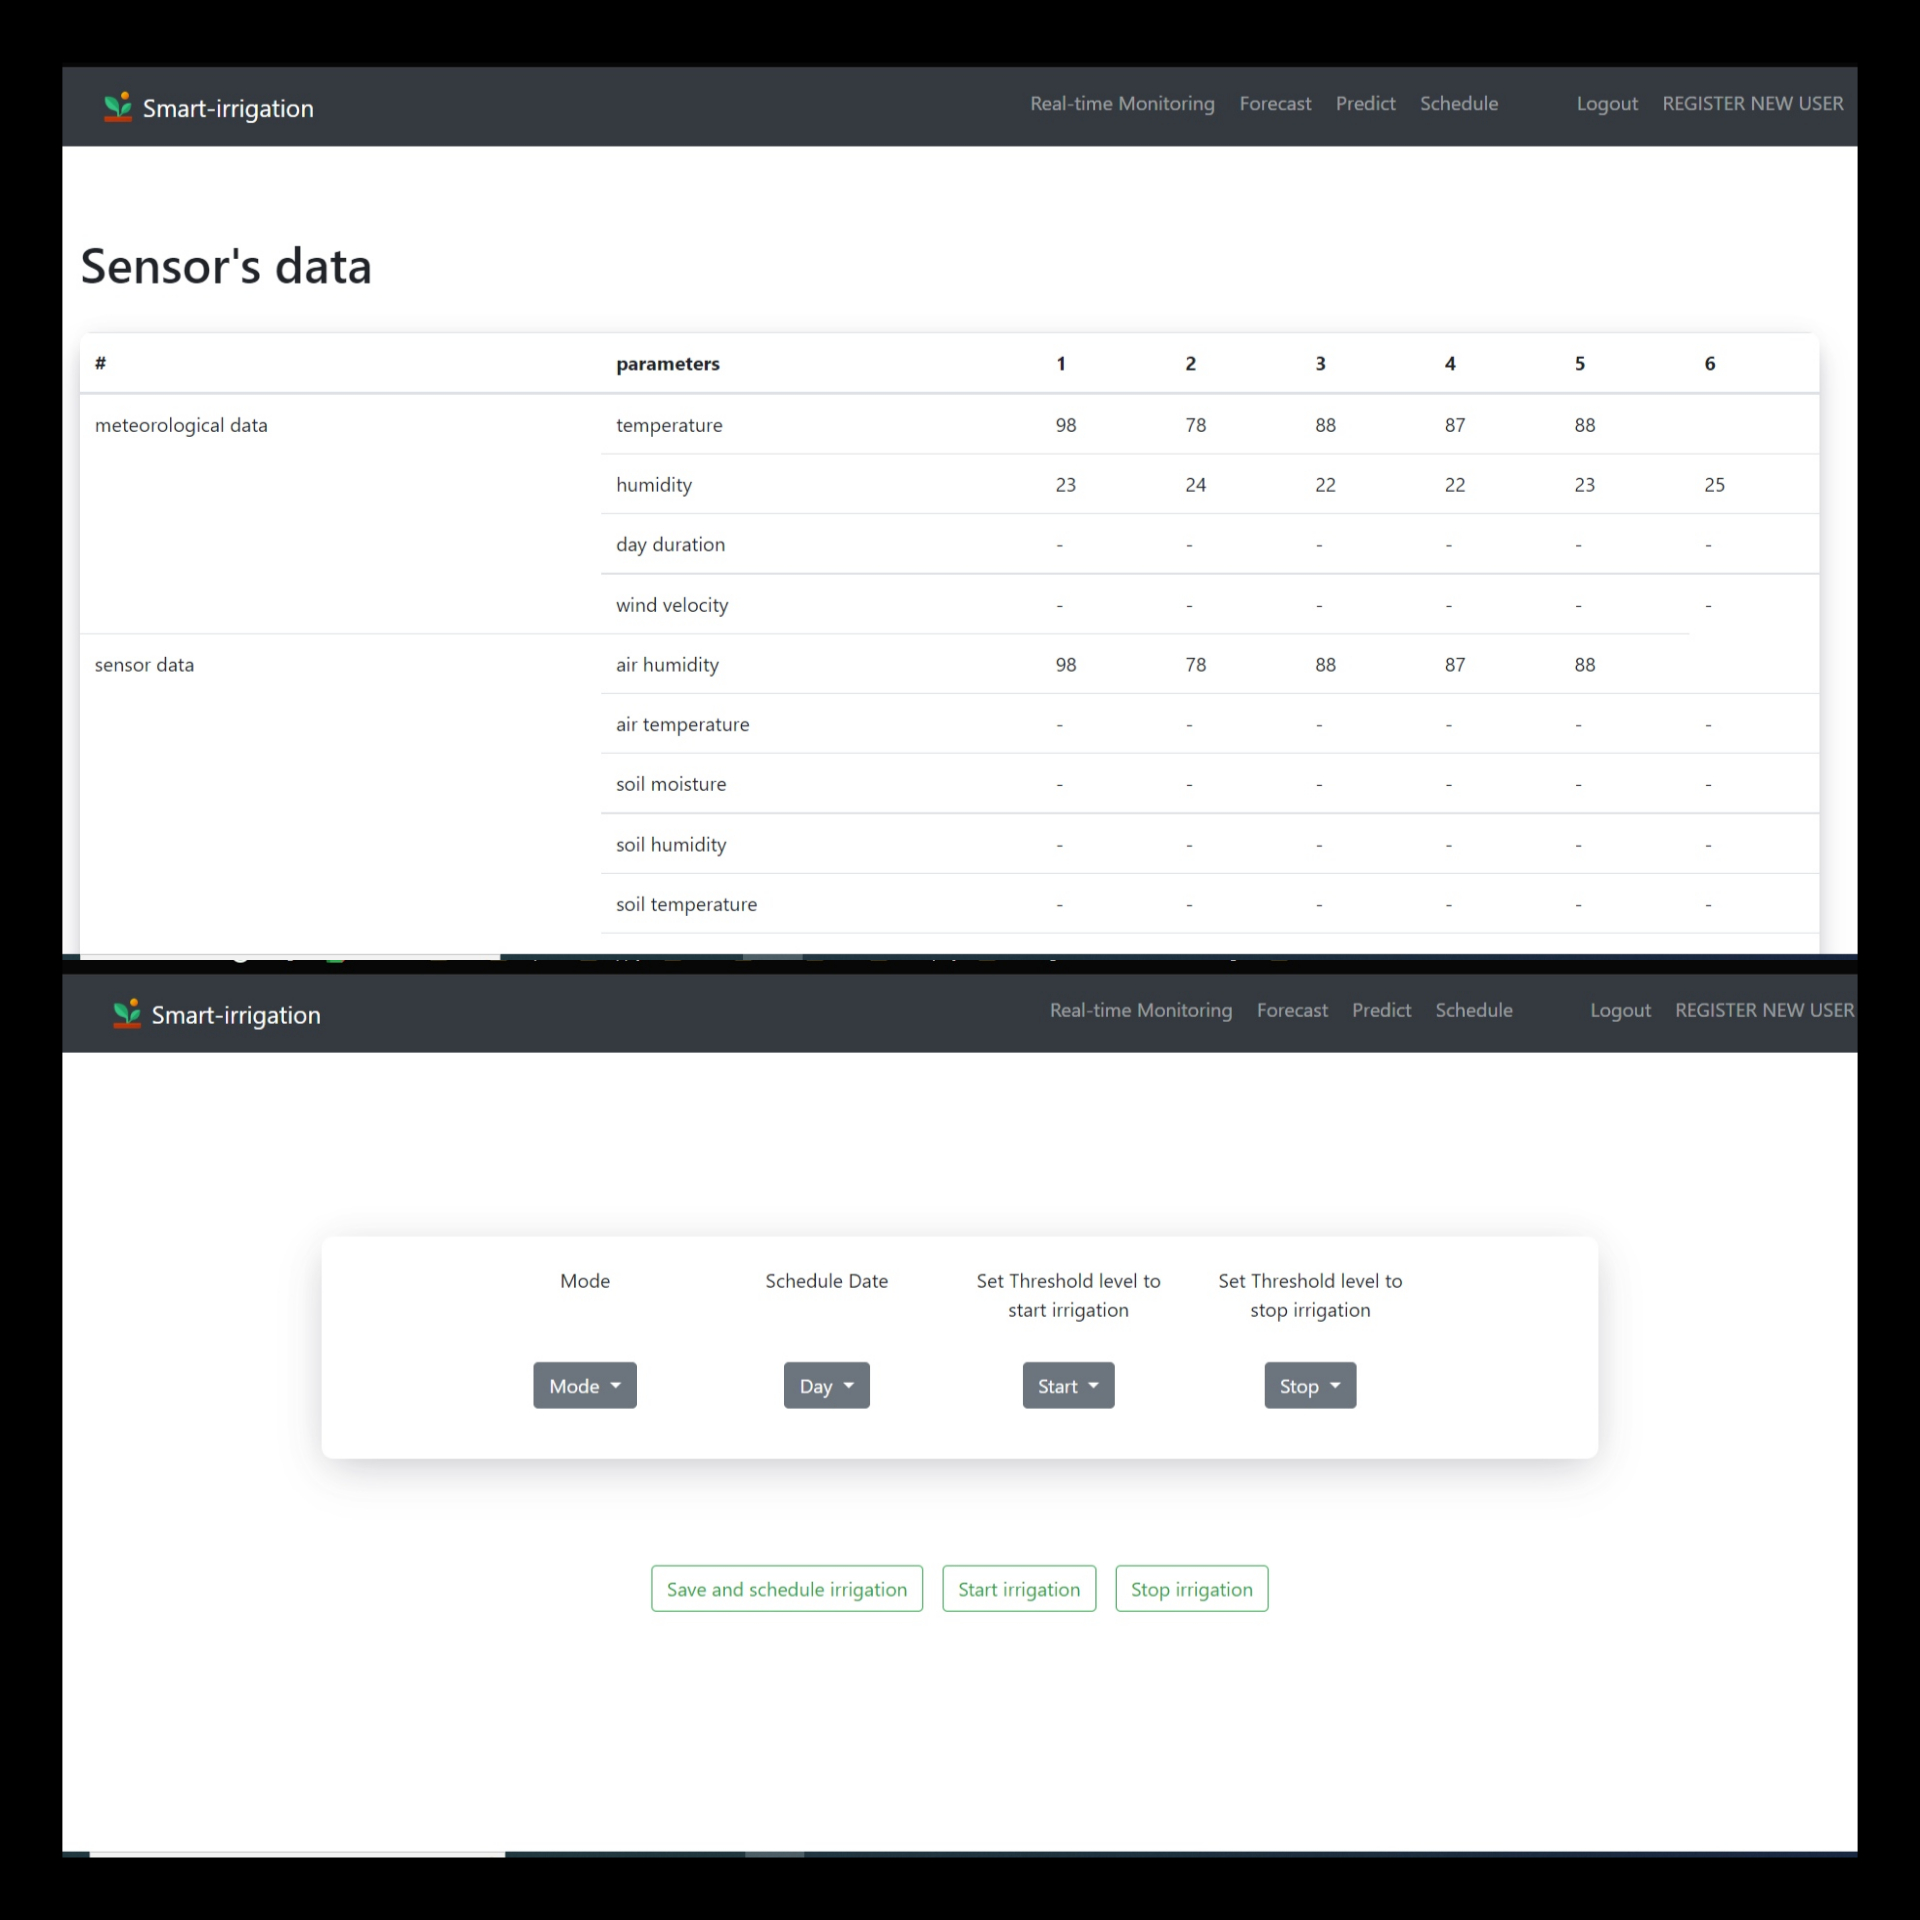 Smart-irrigation Real-time Monitoring Forecast Predict Schedule Logout REGISTER NEW USER
Sensor's data
# parameters 1 2 3 4 5 6
meteorological data temperature 98 78 88 87 88
humidity 23 24 22 22 23 25
day duration - - - - - -
wind velocity - - - - - -
sensor data air humidity 98 78 88 87 88
air temperature - - - - - -
soil moisture - - - - - -
soil humidity - - - - - -
soil temperature - - - - - -
Smart-irrigation Real-time Monitoring Forecast Predict Schedule Logout REGISTER NEW USER
Mode Schedule Date Set Threshold level to Set Threshold level to
start irrigation stop irrigation
Mode Day Start Stop
Save and schedule irrigation Start irrigation Stop irrigation